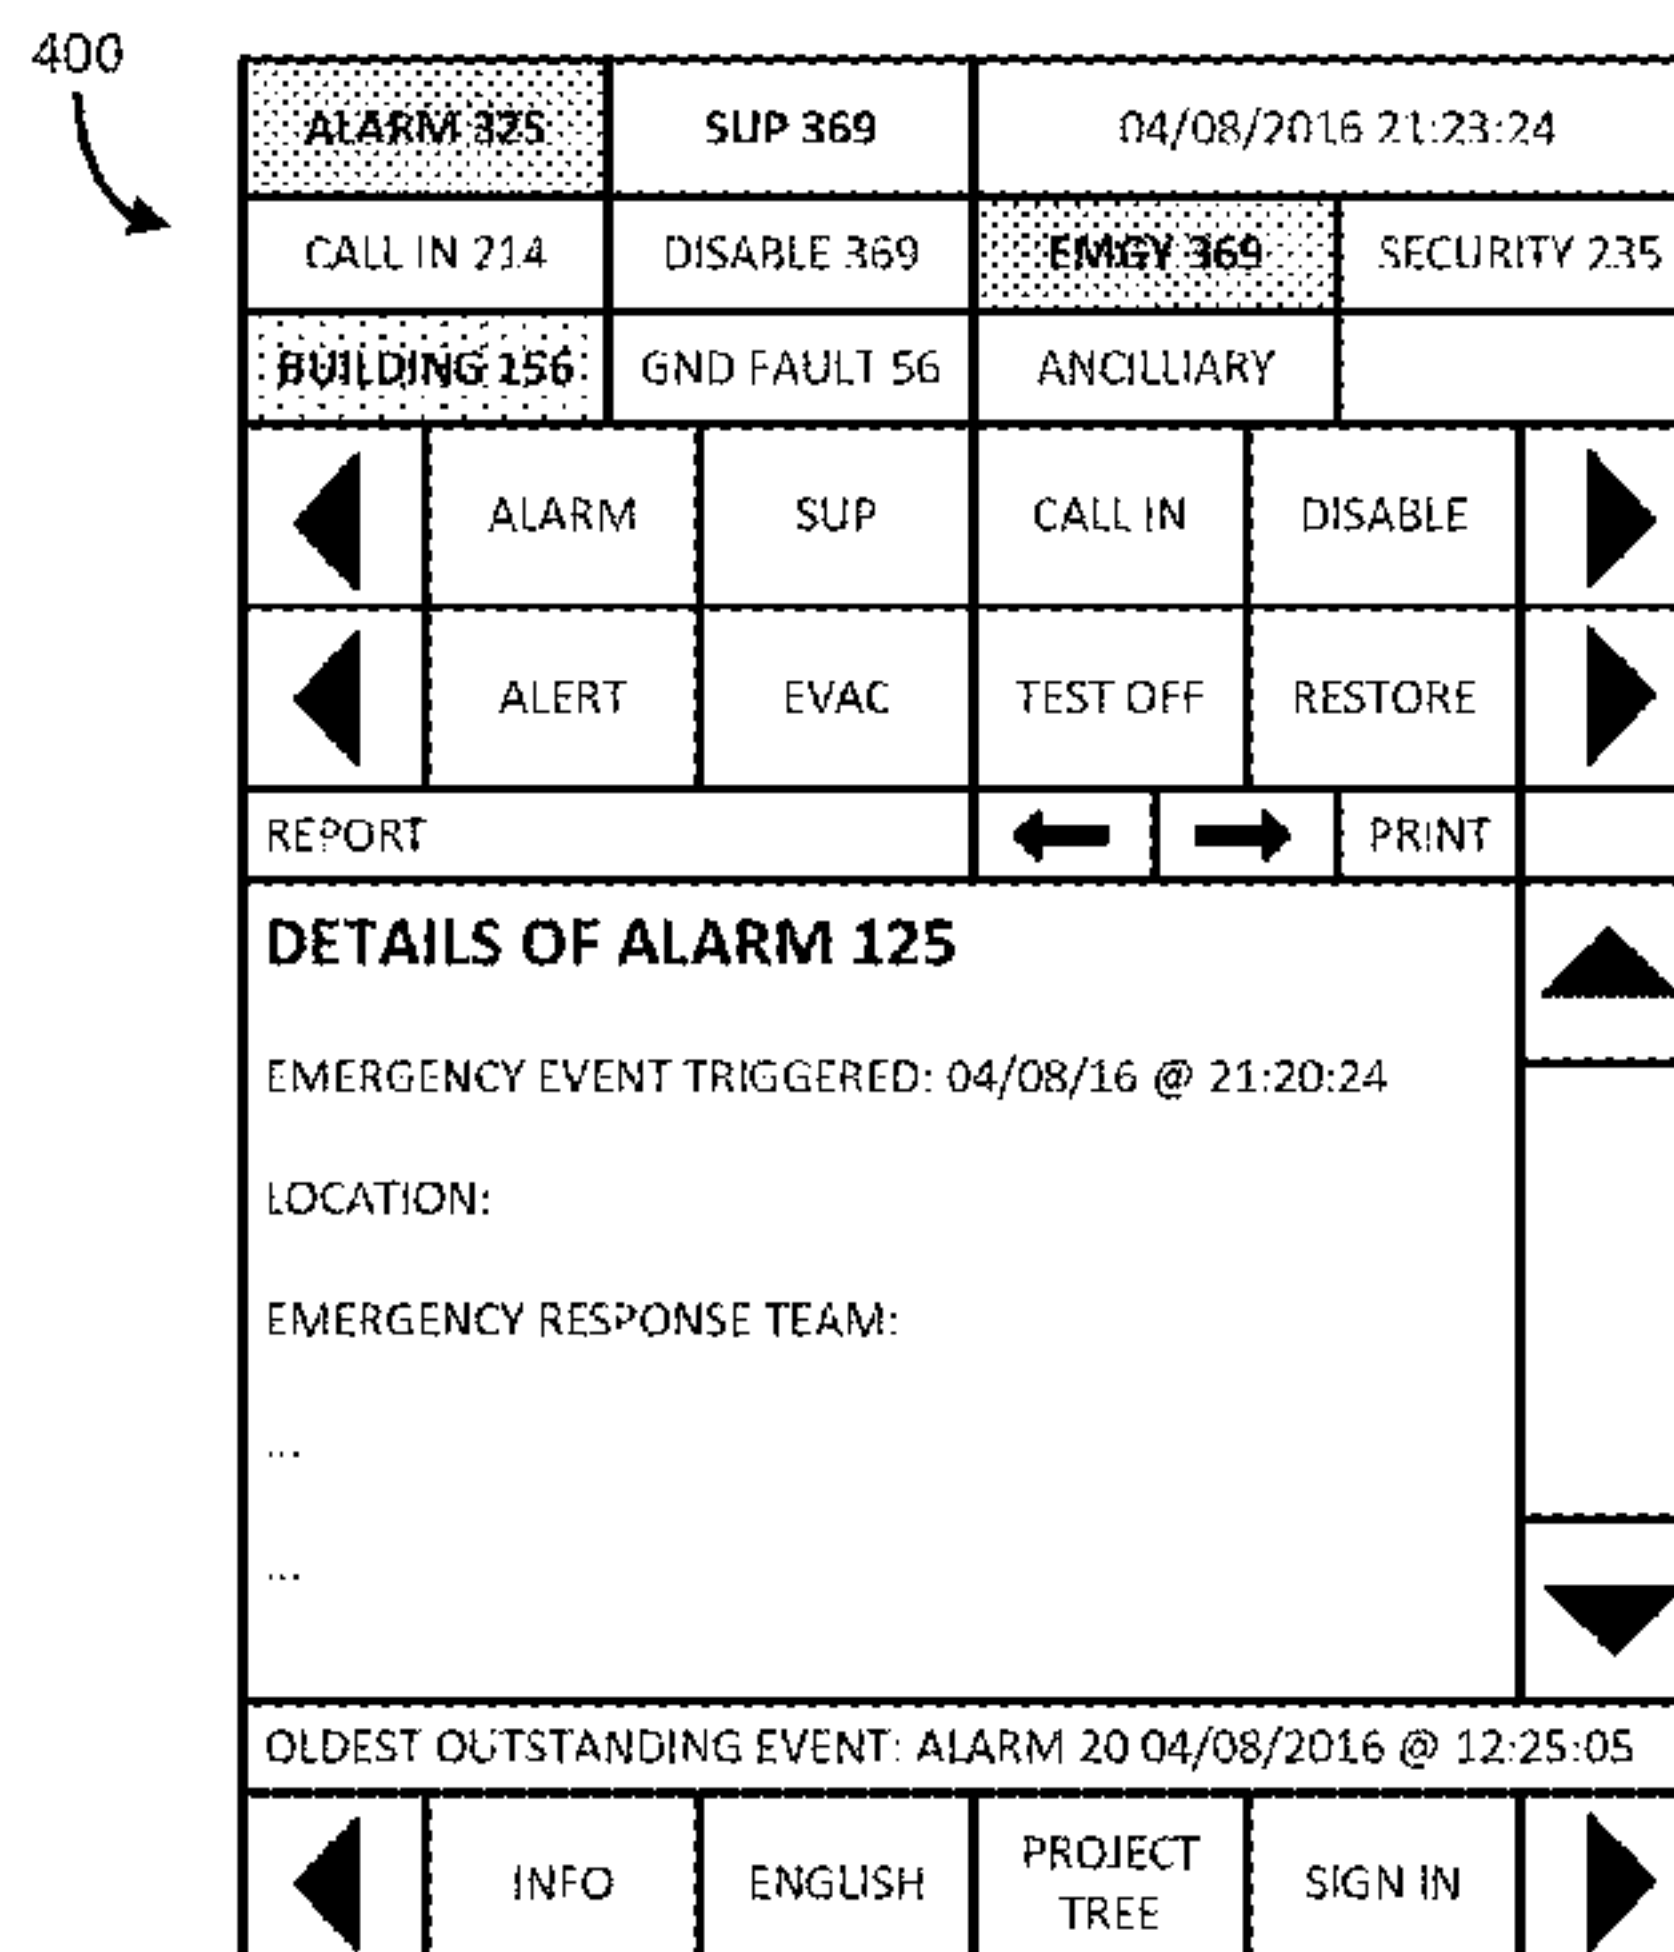 400
ALARM 325 SUP 369 04/08/2016 21:23:24
CALL IN 214 DISABLE 369 EMGY 369 SECURITY 235
BUILDING 156 GND FAULT 56 ANCILLIARY
ALARM SUP CALL IN DISABLE
ALERT EVAC TEST OFF RESTORE
REPORT PRINT
DETAILS OF ALARM 125
EMERGENCY EVENT TRIGGERED: 04/08/16 @ 21:20:24
LOCATION:
EMERGENCY RESPONSE TEAM:
...
...
OLDEST OUTSTANDING EVENT: ALARM 20 04/08/2016 @ 12:25:05
INFO ENGLISH PROJECT TREE SIGN IN